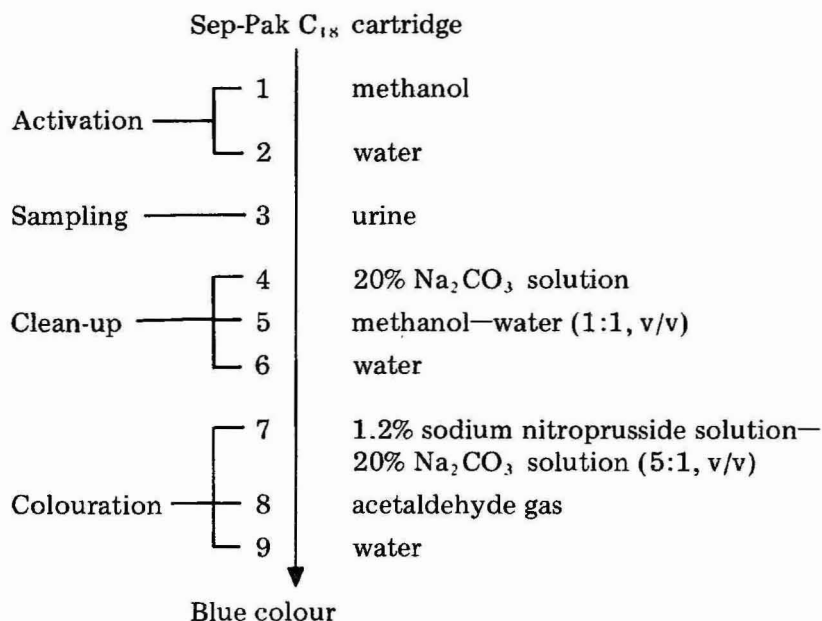 Sep-Pak C₁₈ cartridge
1 methanol
Activation
2 water
Sampling 3 urine
4 20% Na₂CO₃ solution
Clean-up 5 methanol—water (1:1, v/v)
6 water
7 1.2% sodium nitroprusside solution—
20% Na₂CO₃ solution (5:1, v/v)
Colouration 8 acetaldehyde gas
9 water
Blue colour